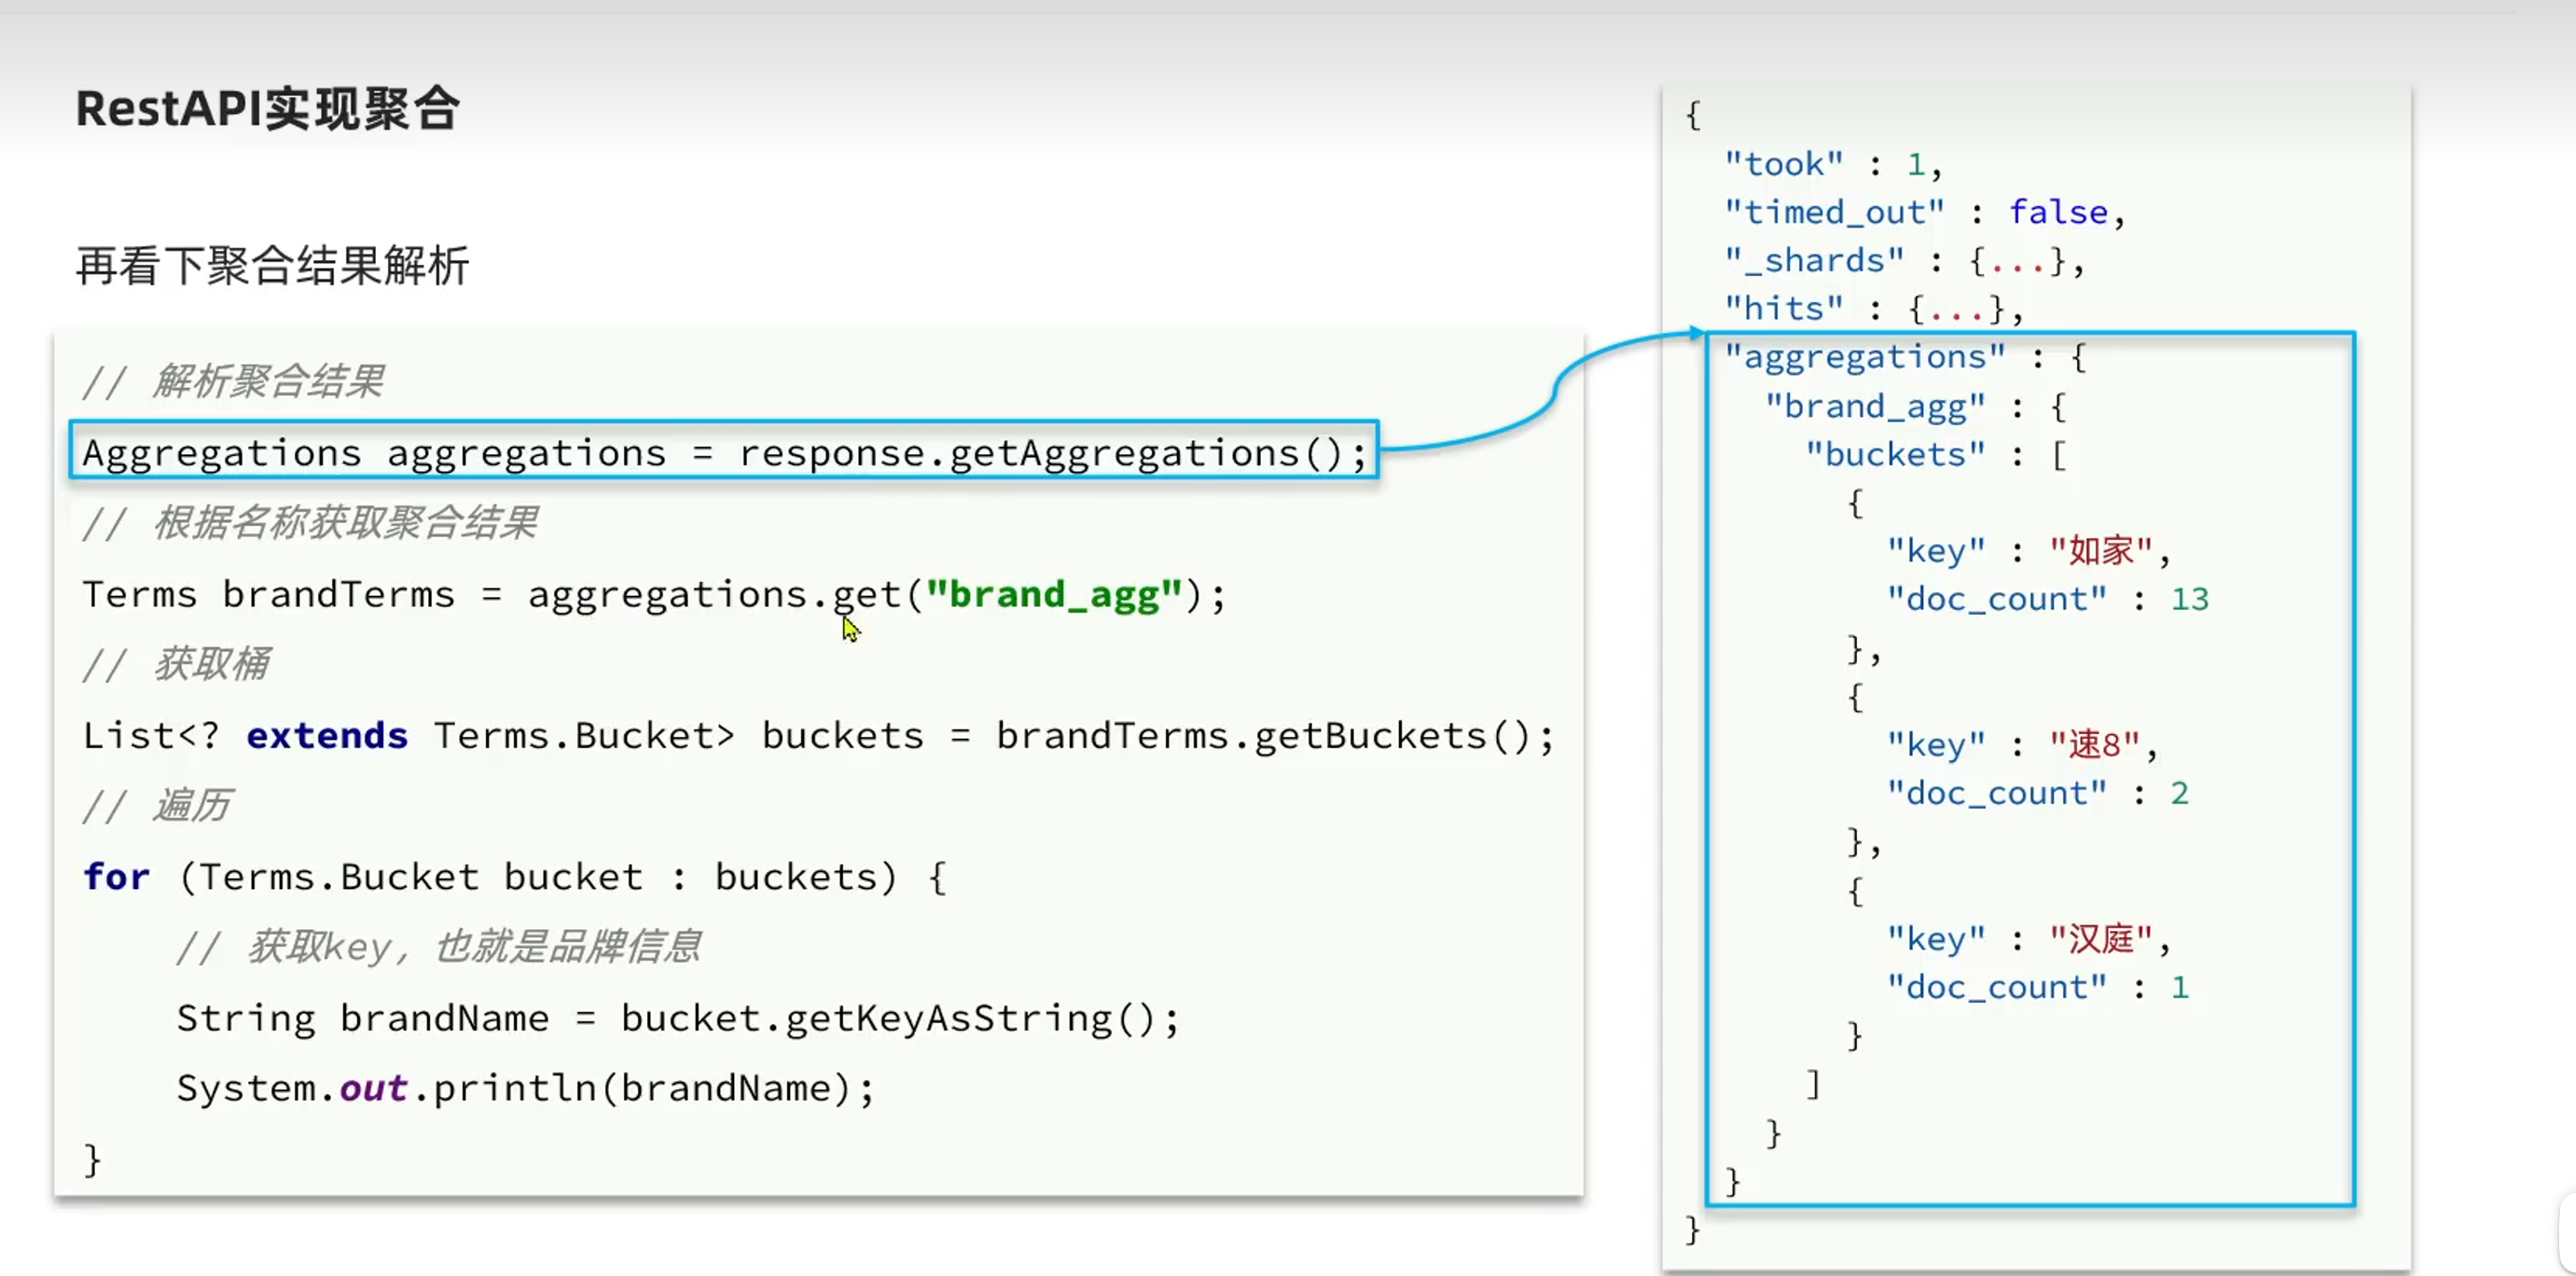 RestAPI实现聚合
再看下聚合结果解析
// 解析聚合结果
Aggregations aggregations = response.getAggregations();
// 根据名称获取聚合结果
Terms brandTerms = aggregations.get("brand_agg");
// 获取桶
List<? extends Terms.Bucket> buckets = brandTerms.getBuckets();
// 遍历
for (Terms.Bucket bucket : buckets) {
    // 获取key，也就是品牌信息
    String brandName = bucket.getKeyAsString();
    System.out.println(brandName);
}
{
  "took" : 1,
  "timed_out" : false,
  "_shards" : {...},
  "hits" : {...},
  "aggregations" : {
    "brand_agg" : {
      "buckets" : [
        {
          "key" : "如家",
          "doc_count" : 13
        },
        {
          "key" : "速8",
          "doc_count" : 2
        },
        {
          "key" : "汉庭",
          "doc_count" : 1
        }
      ]
    }
  }
}